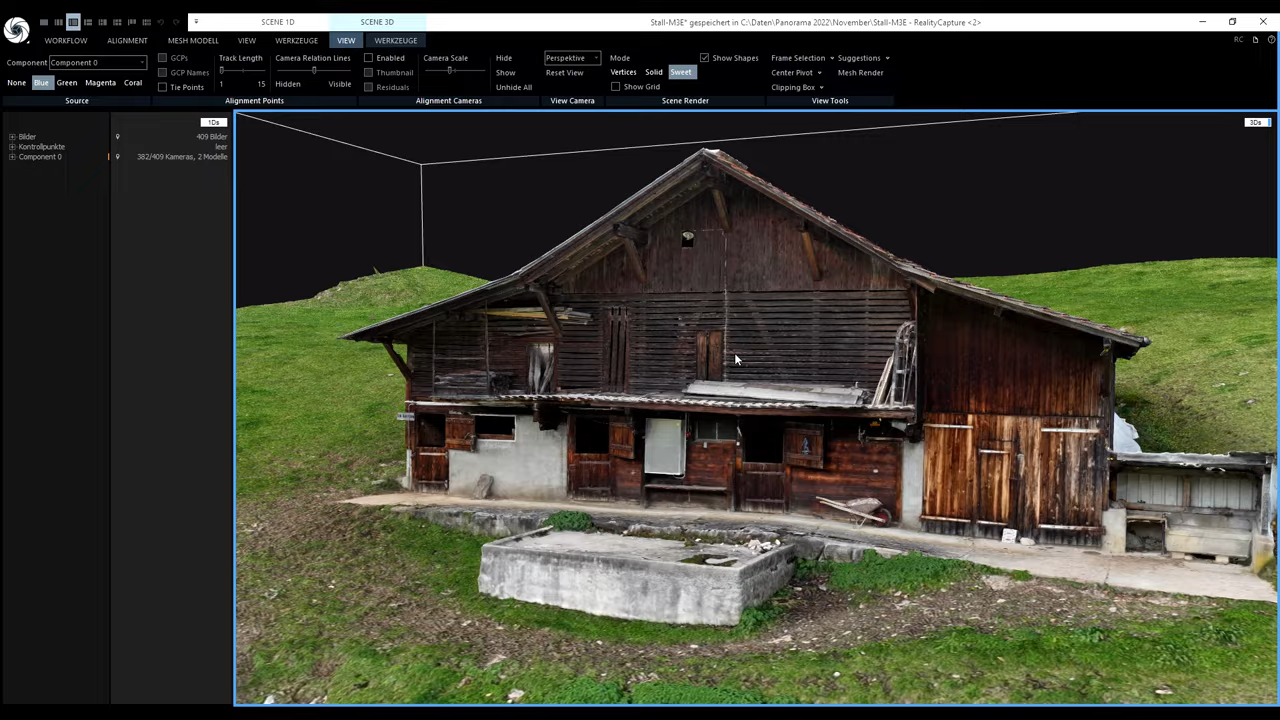 SCENE 1D
SCENE 3D
Stall-M3E* gespeichert in C:\Daten\Panorama 2022\November\Stall-M3E - RealityCapture <2>
WORKFLOW
ALIGNMENT
MESH MODELL
VIEW
WERKZEUGE
VIEW
WERKZEUGE
RC
Component
Component 0
GCPs
Track Length
Camera Relation Lines
Enabled
Camera Scale
Hide
Perspektive
Mode
Show Shapes
Frame Selection
Suggestions
GCP Names
Thumbnail
Show
Reset View
Vertices
Solid
Sweet
Center Pivot
Mesh Render
None
Blue
Green
Magenta
Coral
Tie Points
1
15
Hidden
Visible
Residuals
Unhide All
Show Grid
Clipping Box
Source
Alignment Points
Alignment Cameras
View Camera
Scene Render
View Tools
1Ds
3Ds
Bilder
409 Bilder
Kontrollpunkte
leer
Component 0
382/409 Kameras, 2 Modelle